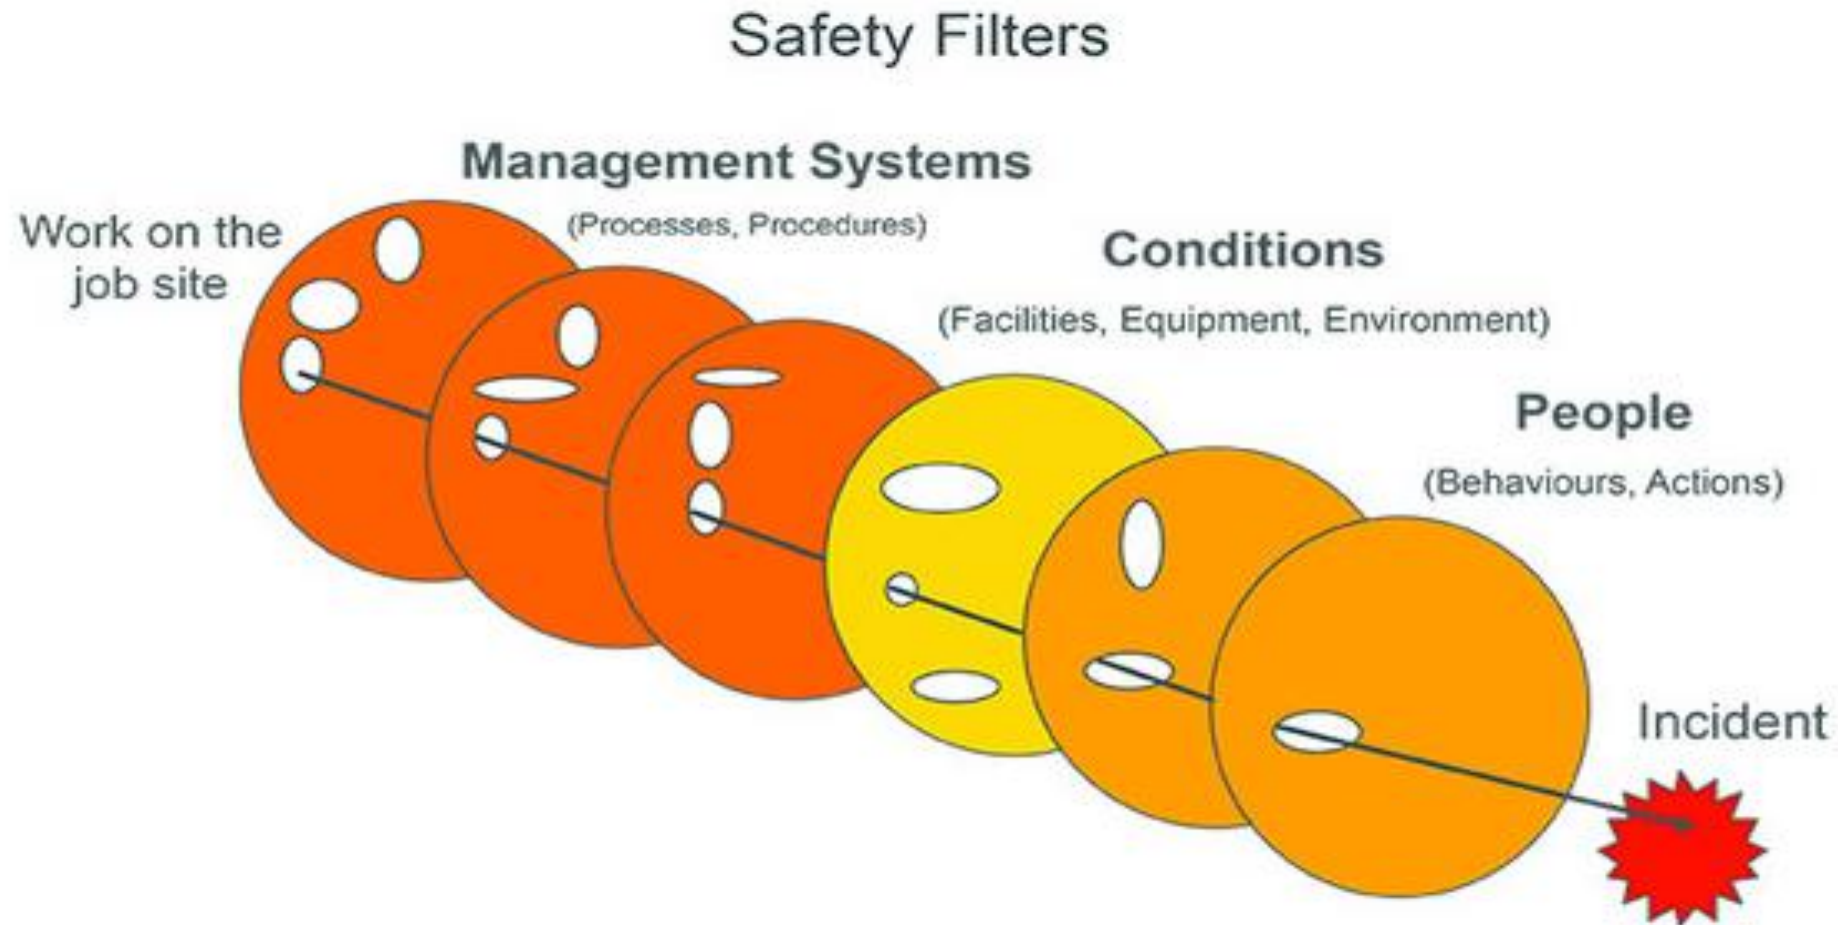 Safety Filters
Management Systems
(Processes, Procedures)
Work on the
job site
Conditions
(Facilities, Equipment, Environment)
People
(Behaviours, Actions)
Incident